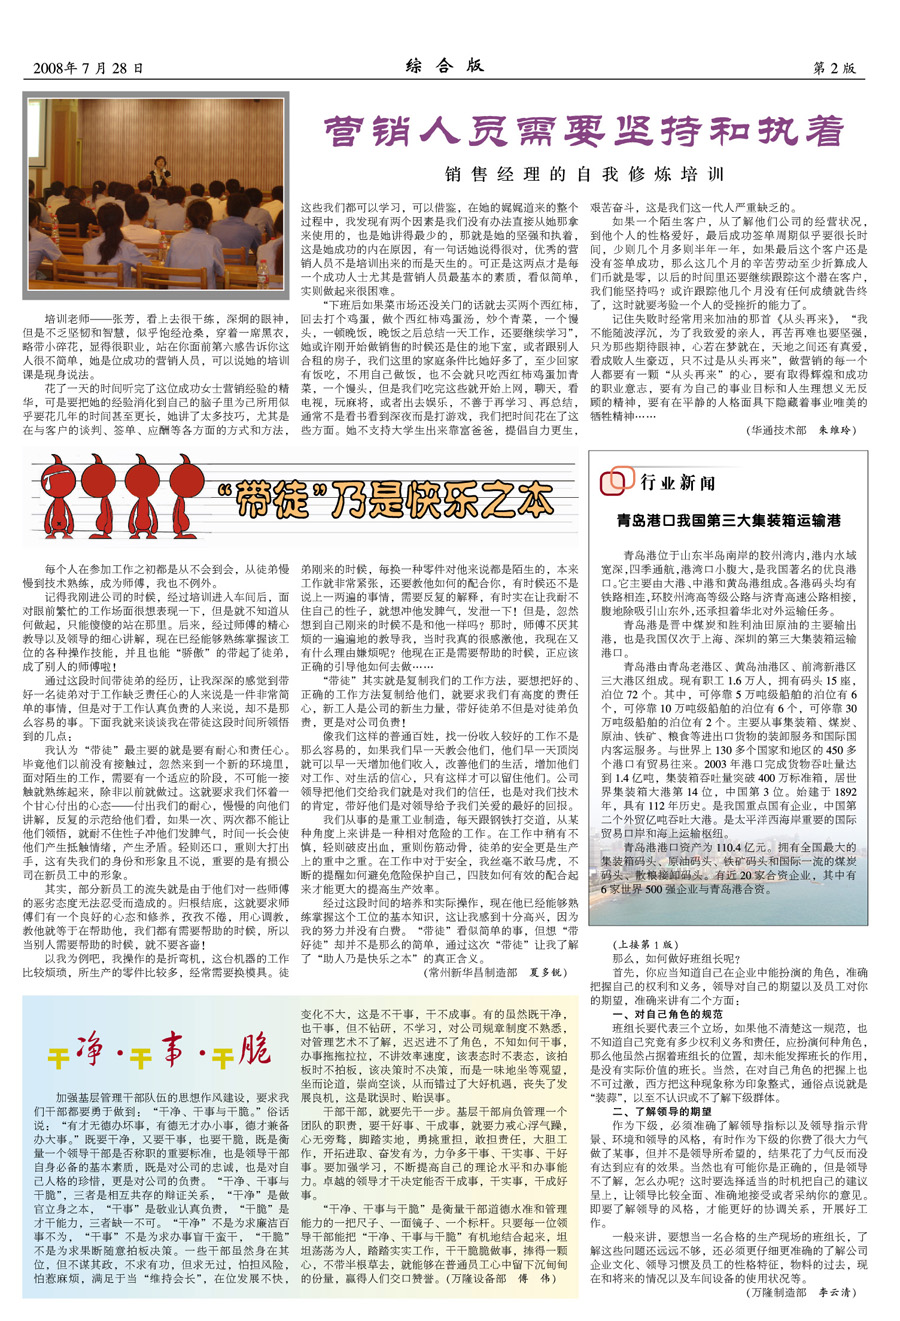 2008年7月28日
综合版
第2版
营销人员需要坚持和执着
销售经理的自我修炼培训
培训老师——张芳，看上去很干练，深炯的眼神，
但是不乏坚韧和智慧，似乎饱经沧桑，穿着一席黑衣，
略带小碎花，显得很职业，站在你面前第六感告诉你这
人很不简单，她是位成功的营销人员，可以说她的培训
课是现身说法。
花了一天的时间听完了这位成功女士营销经验的精
华，可是要把她的经验消化到自己的脑子里为己所用似
乎要花几年的时间甚至更长，她讲了太多技巧，尤其是
在与客户的谈判、签单、应酬等各方面的方式和方法，
这些我们都可以学习，可以借鉴，在她的娓娓道来的整个
过程中，我发现有两个因素是我们没有办法直接从她那拿
来使用的，也是她讲得最少的，那就是她的坚强和执着，
这是她成功的内在原因，有一句话她说得很对，优秀的营
销人员不是培训出来的而是天生的。可正是这两点才是每
一个成功人士尤其是营销人员最基本的素质，看似简单，
实则做起来很困难。
“下班后如果菜市场还没关门的话就去买两个西红柿，
回去打个鸡蛋，做个西红柿鸡蛋汤，炒个青菜，一个馒
头，一顿晚饭，晚饭之后总结一天工作，还要继续学习”，
她或许刚开始做销售的时候还是住的地下室，或者跟别人
合租的房子，我们这里的家庭条件比她好多了，至少回家
有饭吃，不用自己做饭，也不会就只吃西红柿鸡蛋加青
菜，一个馒头，但是我们吃完这些就开始上网，聊天，看
电视，玩麻将，或者出去娱乐，不善于再学习、再总结，
通常不是看书看到深夜而是打游戏，我们把时间花在了这
些方面。她不支持大学生出来靠富爸爸，提倡自力更生，
艰苦奋斗，这是我们这一代人严重缺乏的。
如果一个陌生客户，从了解他们公司的经营状况，
到他个人的性格爱好，最后成功签单周期似乎要很长时
间，少则几个月多则半年一年，如果最后这个客户还是
没有签单成功，那么这几个月的辛苦劳动至少折算成人
们币就是零，以后的时间里还要继续跟踪这个潜在客户，
我们能坚持吗？或许跟踪他几个月没有任何成绩就告终
了，这时就要考验一个人的受挫折的能力了。
记住失败时经常用来加油的那首《从头再来》，“我
不能随波浮沉，为了我致爱的亲人，再苦再难也要坚强，
只为那些期待眼神，心若在梦就在，天地之间还有真爱，
看成败人生豪迈，只不过是从头再来”，做营销的每一个
人都要有一颗“从头再来”的心，要有取得辉煌和成功
的职业意志，要有为自己的事业目标和人生理想义无反
顾的精神，要有在平静的人格面具下隐藏着事业唯美的
牺牲精神……
(华通技术部 朱维玲)
“带徒”乃是快乐之本
每个人在参加工作之初都是从不会到会，从徒弟慢
慢到技术熟练，成为师傅，我也不例外。
记得我刚进公司的时候，经过培训进人车间后，面
对眼前繁忙的工作场面很想表现一下，但是就不知道从
何做起，只能傻傻的站在那里。后来，经过师傅的精心
教导以及领导的细心讲解，现在已经能够熟练掌握该工
位的各种操作技能，并且也能“骄傲”的带起了徒弟，
成了别人的师傅啦！
通过这段时间带徒弟的经历，让我深深的感觉到带
好一名徒弟对于工作缺乏责任心的人来说是一件非常简
单的事情，但是对于工作认真负责的人来说，却不是那
么容易的事。下面我就来谈谈我在带徒这段时间所领悟
到的几点：
我认为“带徒”最主要的就是要有耐心和责任心。
毕竟他们以前没有接触过，忽然来到一个新的环境里，
面对陌生的工作，需要有一个适应的阶段，不可能一接
触就熟练起来，除非以前就做过。这就要求我们怀着一
个甘心付出的心态——付出我们的耐心，慢慢的向他们
讲解，反复的示范给他们看，如果一次、两次都不能让
他们领悟，就耐不住性子冲他们发脾气，时间一长会使
他们产生抵触情绪，产生矛盾。轻则还口，重则大打出
手，这有失我们的身份和形象且不说，重要的是有损公
司在新员工中的形象。
其实，部分新员工的流失就是由于他们对一些师傅
的恶劣态度无法忍受而造成的。归根结底，这就要求师
傅们有一个良好的心态和修养，孜孜不倦，用心调教，
教他就等于在帮助他，我们都有需要帮助的时候，所以
当别人需要帮助的时候，就不要吝啬！
以我为例吧，我操作的是折弯机，这台机器的工作
比较烦琐，所生产的零件比较多，经常需要换模具。徒
弟刚来的时候，每换一种零件对他来说都是陌生的，本来
工作就非常紧张，还要教他如何的配合你，有时候还不是
说上一两遍的事情，需要反复的解释，有时实在让我耐不
住自己的性子，就想冲他发脾气，发泄一下！但是，忽然
想到自己刚来的时候不是和他一样吗？那时，师傅不厌其
烦的一遍遍地的教导我，当时我真的很感激他，我现在又
有什么理由嫌烦呢？他现在正是需要帮助的时候，正应该
正确的引导他如何去做……
“带徒”其实就是复制我们的工作方法，要想把好的、
正确的工作方法复制给他们，就要求我们有高度的责任
心，新工人是公司的新生力量，带好徒弟不但是对徒弟负
责，更是对公司负责！
像我们这样的普通百姓，找一份收入较好的工作不是
那么容易的，如果我们早一天教会他们，他们早一天顶岗
就可以早一天增加他们收入，改善他们的生活，增加他们
对工作、对生活的信心，只有这样才可以留住他们。公司
领导把他们交给我们就是对我们的信任，也是对我们技术
的肯定，带好他们是对领导给予我们关爱的最好的回报。
我们从事的是重工业制造，每天跟钢铁打交道，从某
种角度上来讲是一种相对危险的工作。在工作中稍有不
慎，轻则破皮出血，重则伤筋动骨，徒弟的安全更是生产
上的重中之重。在工作中对于安全，我丝毫不敢马虎，不
断的提醒如何避免危险保护自己，四肢如何有效的配合起
来才能更大的提高生产效率。
经过这段时间的培养和实际操作，现在他已经能够熟
练掌握这个工位的基本知识，这让我感到十分高兴，因为
我的努力并没有白费。“带徒”看似简单的事，但想“带
好徒”却并不是那么的简单，通过这次“带徒”让我了解
了“助人乃是快乐之本”的真正含义。
(常州新华昌制造部 夏多锐)
行业新闻
青岛港口我国第三大集装箱运输港
青岛港位于山东半岛南岸的胶州湾内，港内水域
宽深，四季通航，港湾口小腹大，是我国著名的优良港
口。它主要由大港、中港和黄岛港组成。各港码头均有
铁路相连，环胶州湾高等级公路与济青高速公路相接，
腹地除吸引山东外，还承担着华北对外运输任务。
青岛港是晋中煤炭和胜利油田原油的主要输出
港，也是我国仅次于上海、深圳的第三大集装箱运输
港口。
青岛港由青岛老港区、黄岛油港区、前湾新港区
三大港区组成。现有职工1.6万人，拥有码头15座，
泊位72个。其中，可停靠5万吨级船舶的泊位有6
个，可停靠10万吨级船舶的泊位有6个，可停靠30
万吨级船舶的泊位有2个。主要从事集装箱、煤炭、
原油、铁矿、粮食等进出口货物的装卸服务和国际国
内客运服务。与世界上130多个国家和地区的450多
个港口有贸易往来。2003年港口完成货物吞吐量达
到1.4亿吨，集装箱吞吐量突破400万标准箱，居世
界集装箱大港第14位，中国第3位。始建于1892
年，具有112年历史。是我国重点国有企业，中国第
二个外贸亿吨吞吐大港。是太平洋西海岸重要的国际
贸易口岸和海上运输枢纽。
青岛港港口资产为110.4亿元。拥有全国最大的
集装箱码头、原油码头、铁矿码头和国际一流的煤炭
码头、散粮接卸码头。有近20家合资企业，其中有
6家世界500强企业与青岛港合资。
(上接第1版)
那么，如何做好班组长呢？
首先，你应当知道自己在企业中能扮演的角色，准确
把握自己的权利和义务，领导对自己的期望以及员工对你
的期望，准确来讲有二个方面：
一、对自己角色的规范
班组长要代表三个立场，如果他不清楚这一规范，也
不知道自己究竟有多少权利义务和责任，应扮演何种角色，
那么他虽然占据着班组长的位置，却未能发挥班长的作用，
是没有实际价值的班长。当然，在对自己角色的把握上也
不可过激，西方把这种现象称为印象整式，通俗点说就是
“装蒜”，以至不认识或不了解下级群体。
二、了解领导的期望
作为下级，必须准确了解领导指标以及领导指示背
景、环境和领导的风格，有时作为下级的你费了很大力气
做了某事，但并不是领导所希望的，结果花了力气反而没
有达到应有的效果。当然也有可能你是正确的，但是领导
不了解，怎么办呢？这时要选择适当的时机把自己的建议
呈上，让领导比较全面、准确地接受或者采纳你的意见。
即要了解领导的风格，才能更好的协调关系，开展好工
作。
一般来讲，要想当一名合格的生产现场的班组长，了
解这些问题还远远不够，还必须更仔细更准确的了解公司
企业文化、领导习惯及员工的性格特征，物料的过去，现
在和将来的情况以及车间设备的使用状况等。
(万隆制造部 李云清)
干净·干事·干脆
加强基层管理干部队伍的思想作风建设，要求我
们干部都要勇于做到：“干净、干事与干脆。”俗话
说：“有才无德办坏事，有德无才办小事，德才兼备
办大事。”既要干净，又要干事，也要干脆，既是衡
量一个领导干部是否称职的重要标准，也是领导干部
自身必备的基本素质，既是对公司的忠诚，也是对自
己人格的珍惜，更是对公司的负责。“干净、干事与
干脆”，三者是相互共存的辩证关系，“干净”是做
官立身之本，“干事”是敬业认真负责，“干脆”是
才干能力，三者缺一不可。“干净”不是为求廉洁百
事不为，“干事”不是为求办事盲干蛮干，“干脆”
不是为求果断随意拍板决策。一些干部虽然身在其
位，但不谋其政，不求有功，但求无过，怕担风险，
怕惹麻烦，满足于当“维持会长”，在位发展不快，
变化不大，这是不干事，干不成事。有的虽然既干净，
也干事，但不钻研，不学习，对公司规章制度不熟悉，
对管理艺术不了解，迟迟进不了角色，不知如何干事，
办事拖拖拉拉，不讲效率速度，该表态时不表态，该拍
板时不拍板，该决策时不决策，而是一味地坐等观望，
坐而论道，崇尚空谈，从而错过了大好机遇，丧失了发
展良机，这是耽误时、贻误事。
干部干部，就要先干一步。基层干部肩负管理一个
团队的职责，要干好事、干成事，就要力戒心浮气躁，
心无旁骛，脚踏实地，勇挑重担，敢担责任，大胆工
作，开拓进取、奋发有为，力争多干事、干实事、干好
事。要加强学习，不断提高自己的理论水平和办事能
力。卓越的领导才干决定能否干成事，干实事，干成好
事。
“干净、干事与干脆”是衡量干部道德水准和管理
能力的一把尺子、一面镜子、一个标杆。只要每一位领
导干部能把“干净、干事与干脆”有机地结合起来，坦
坦荡荡为人，踏踏实实工作，干干脆脆做事，捧得一颗
心，不带半根草去，就能够在普通员工心中留下沉甸甸
的份量，赢得人们交口赞誉。(万隆设备部 傅伟)